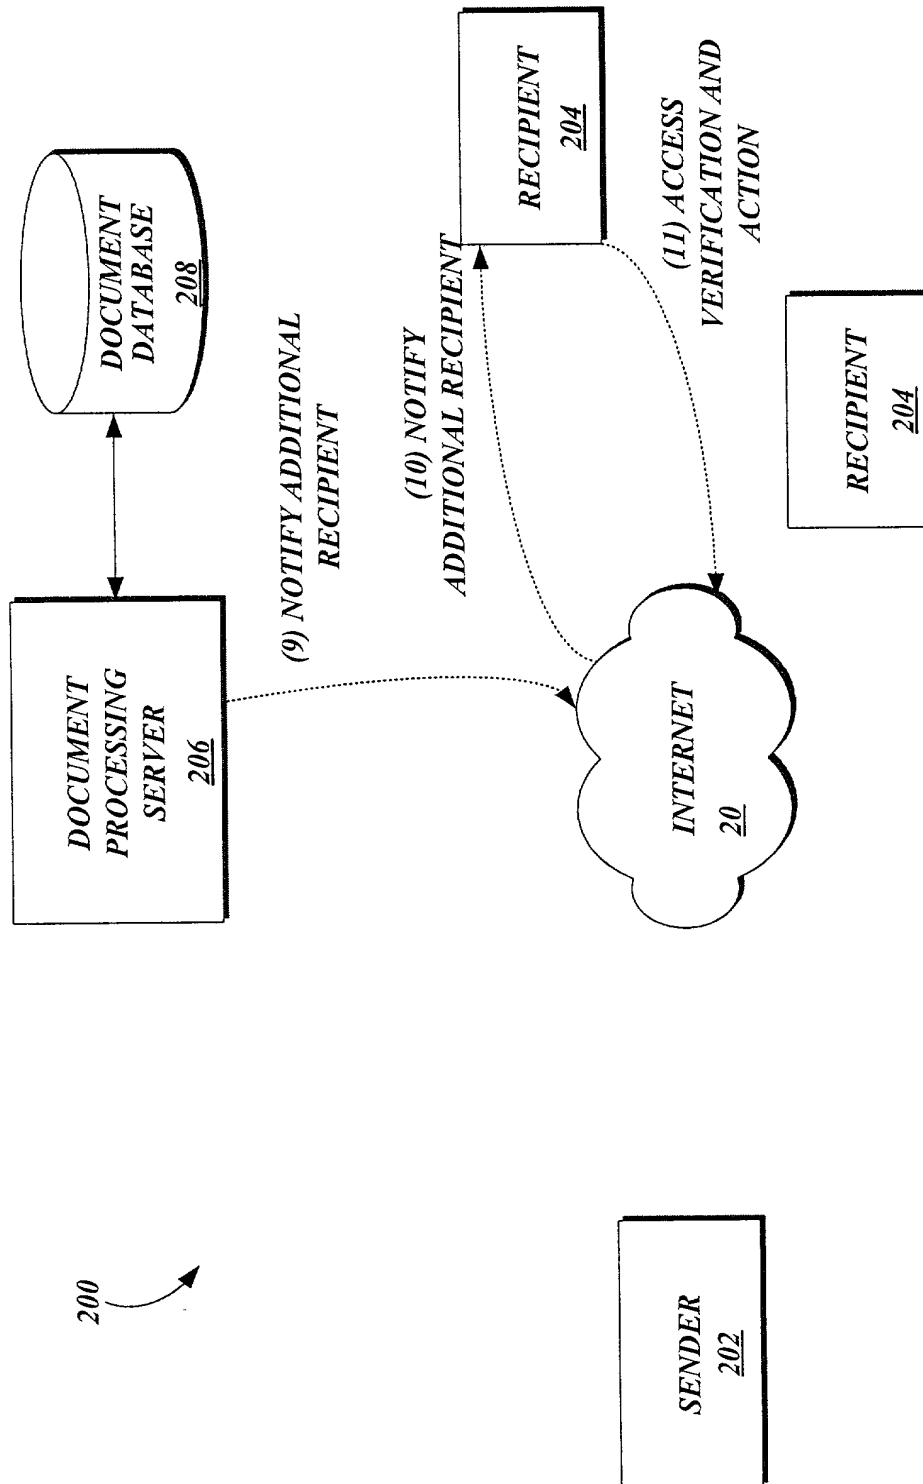 200
DOCUMENT
PROCESSING
SERVER
206
DOCUMENT
DATABASE
208
(9) NOTIFY ADDITIONAL
RECIPIENT
(10) NOTIFY
ADDITIONAL RECIPIENT
RECIPIENT
204
(11) ACCESS
VERIFICATION AND
ACTION
SENDER
202
INTERNET
20
RECIPIENT
204